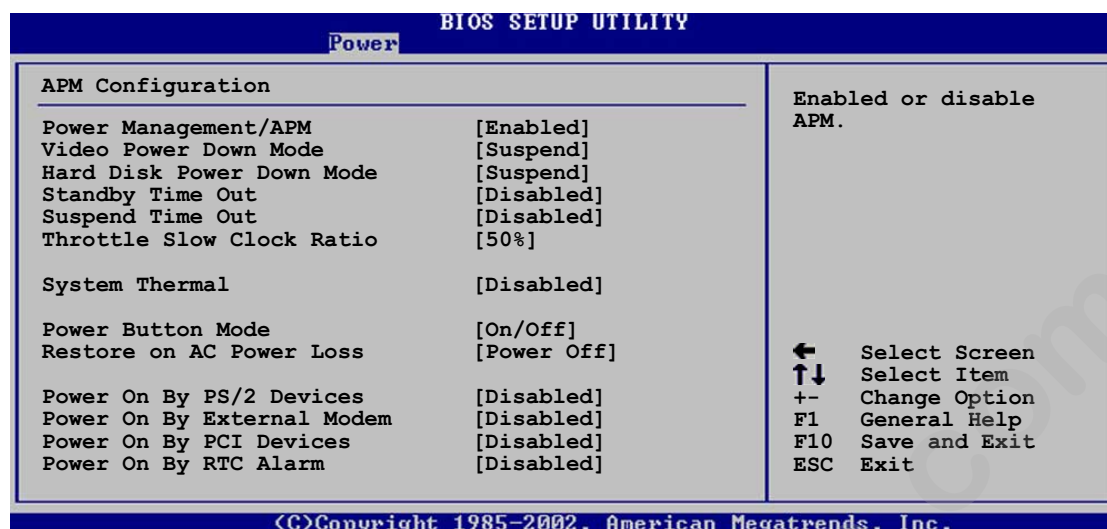 BIOS SETUP UTILITY
Power
APM Configuration
Power Management/APM [Enabled]
Video Power Down Mode [Suspend]
Hard Disk Power Down Mode [Suspend]
Standby Time Out [Disabled]
Suspend Time Out [Disabled]
Throttle Slow Clock Ratio [50%]
System Thermal [Disabled]
Power Button Mode [On/Off]
Restore on AC Power Loss [Power Off]
Power On By PS/2 Devices [Disabled]
Power On By External Modem [Disabled]
Power On By PCI Devices [Disabled]
Power On By RTC Alarm [Disabled]
Enabled or disable
APM.
← Select Screen
↑↓ Select Item
+- Change Option
F1 General Help
F10 Save and Exit
ESC Exit
(C)Copyright 1985-2002, American Megatrends, Inc.
com